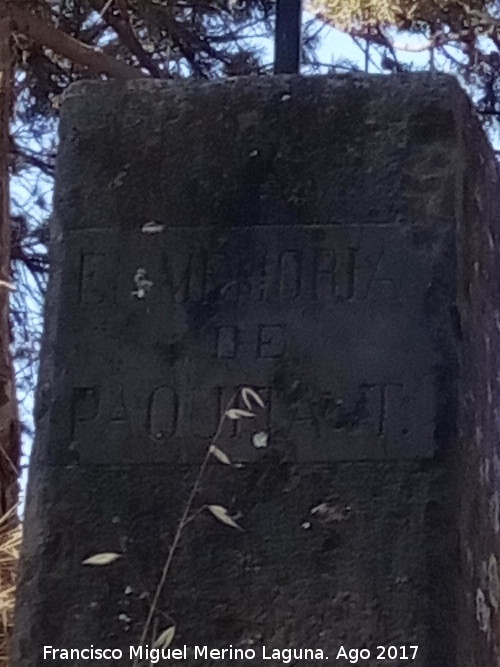 EN MEMORIA
DE
PAQUITA T.
Francisco Miguel Merino Laguna. Ago 2017